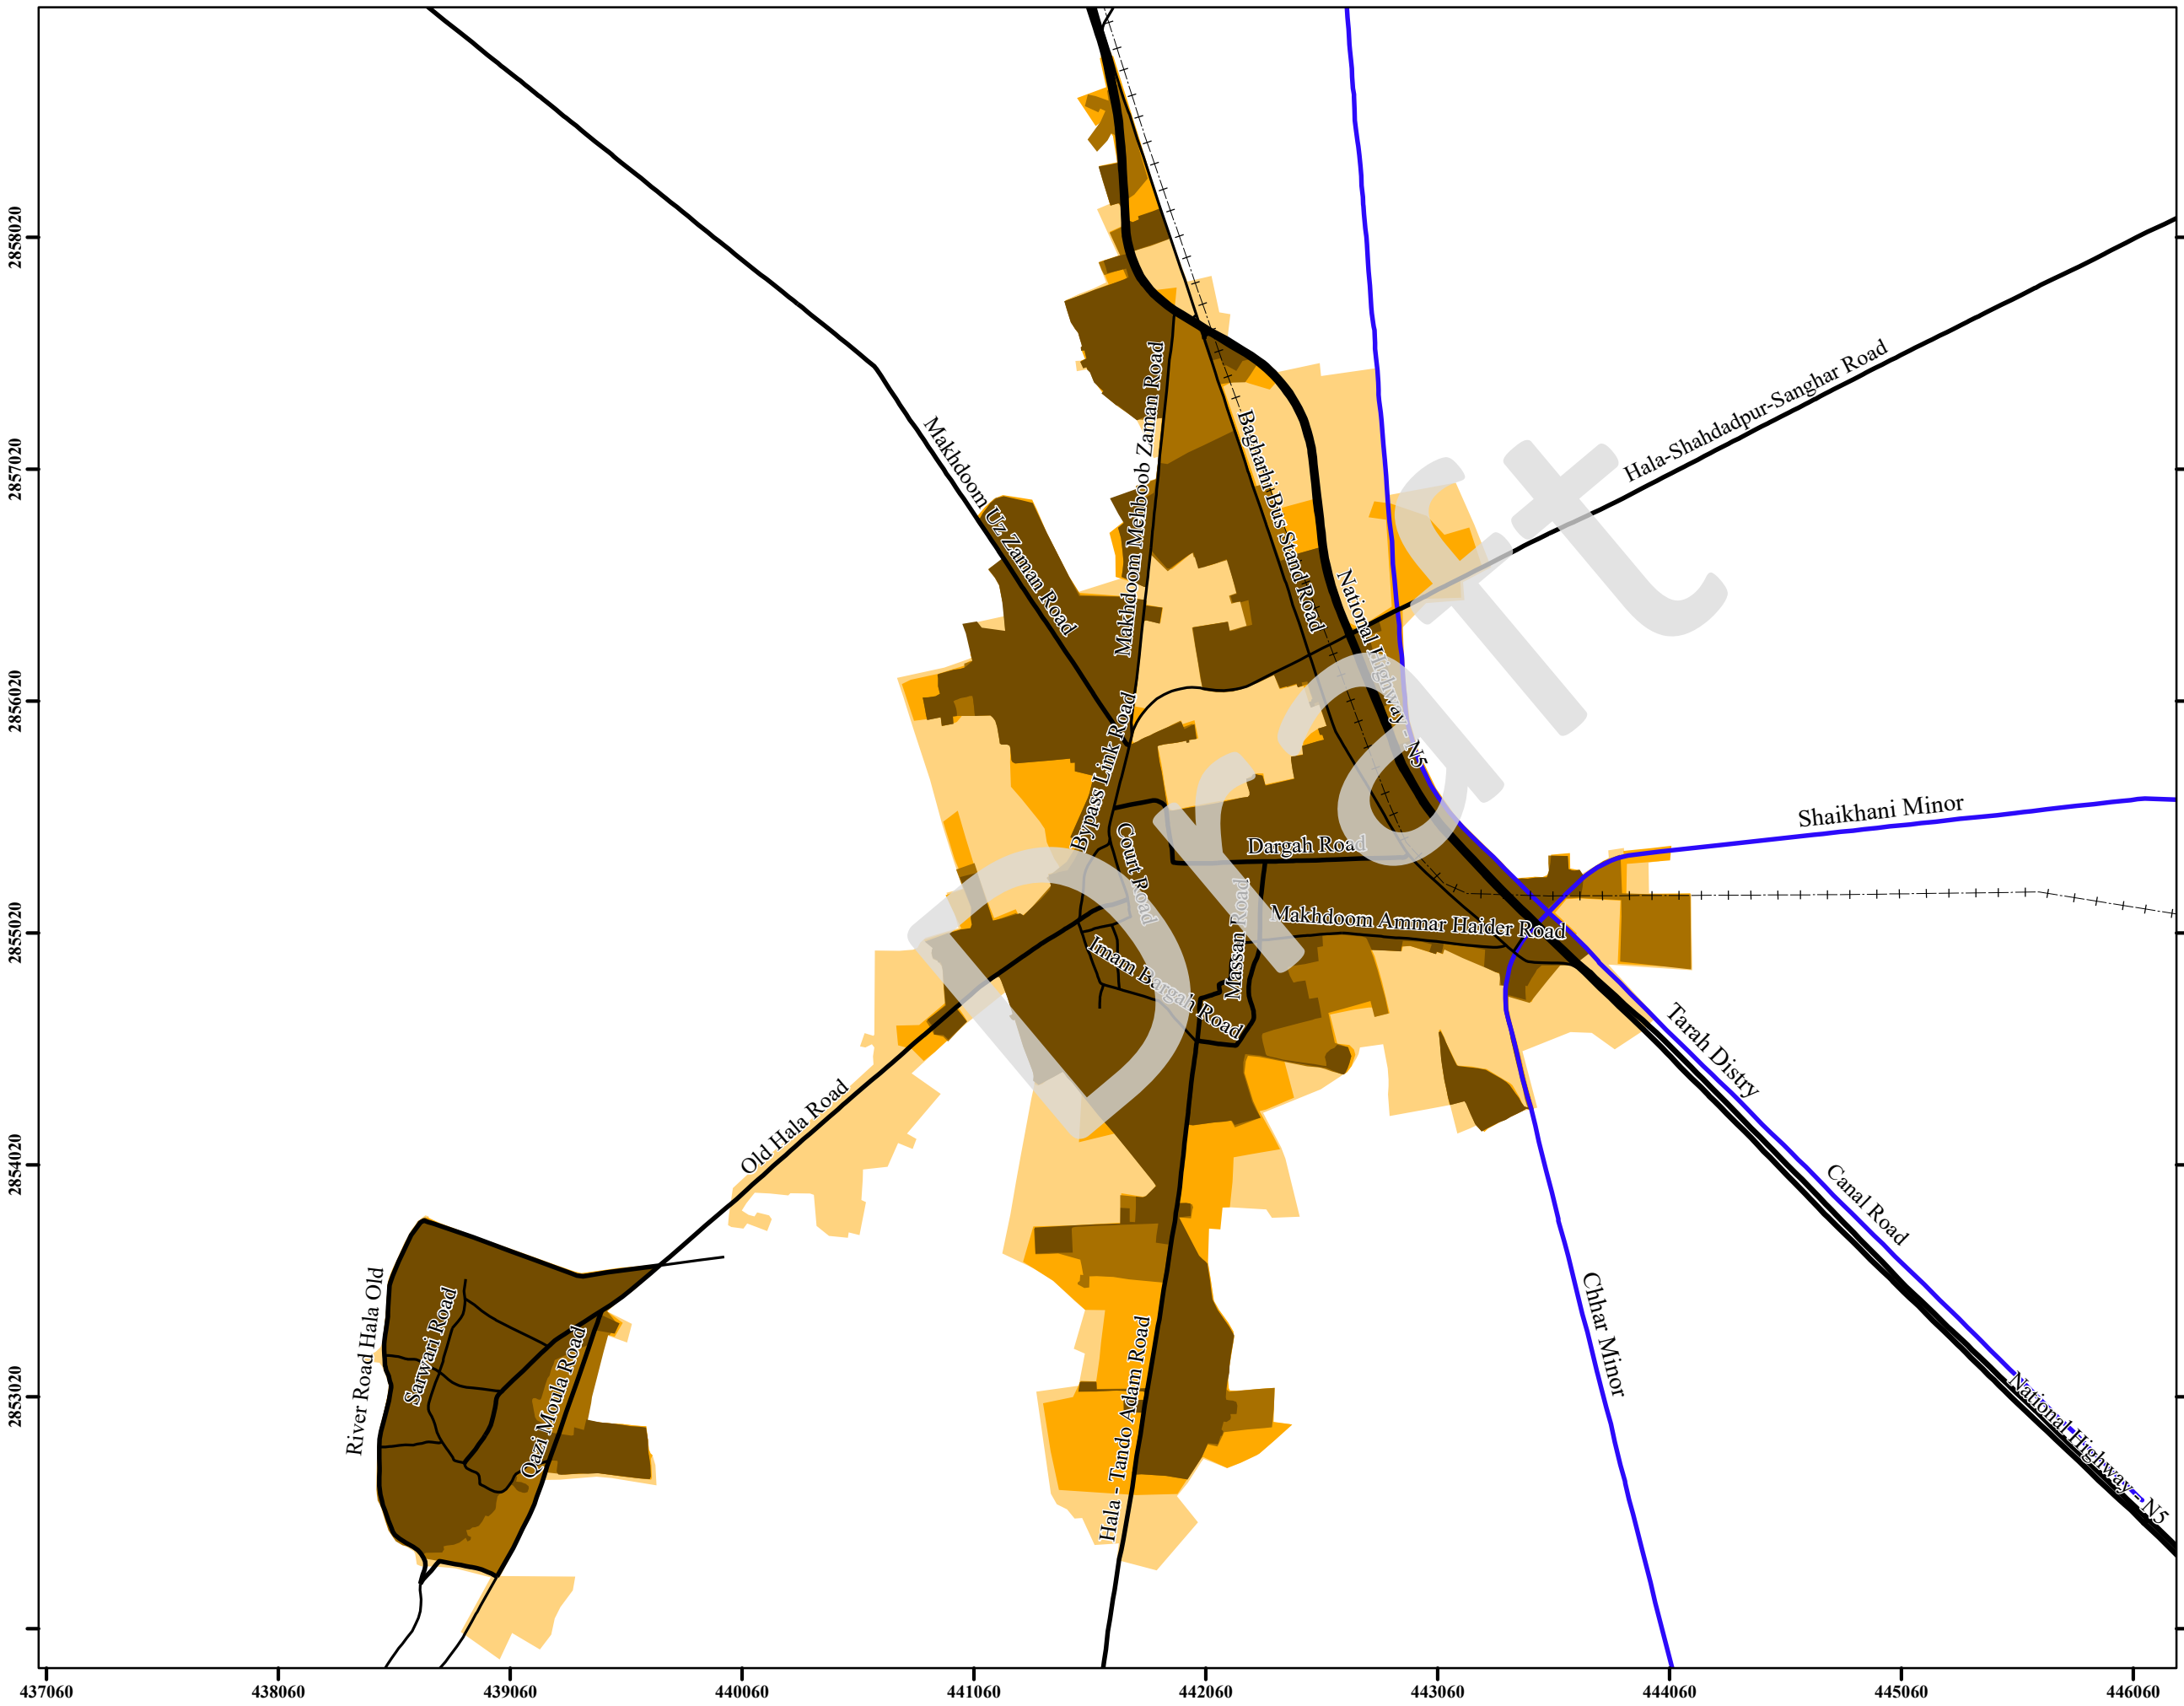 2858020
Hala-Shahdadpur-Sanghar Road
Makhdoom Mehboob Zaman Road
Bagharhi Bus Stand Road
2857020
Makhdoom Uz Zaman Road
National Highway - N5
2856020
Bypass Link Road
Shaikhani Minor
Court Road
Dargah Road
Draft
2855020
Massan Road
Makhdoom Ammar Haider Road
Imam Bargah Road
Tarah Distry
Old Hala Road
2854020
Canal Road
River Road Hala Old
Sarwari Road
Qazi Moula Road
Hala - Tando Adam Road
Chhar Minor
2853020
National Highway - N5
437060 438060 439060 440060 441060 442060 443060 444060 445060 446060